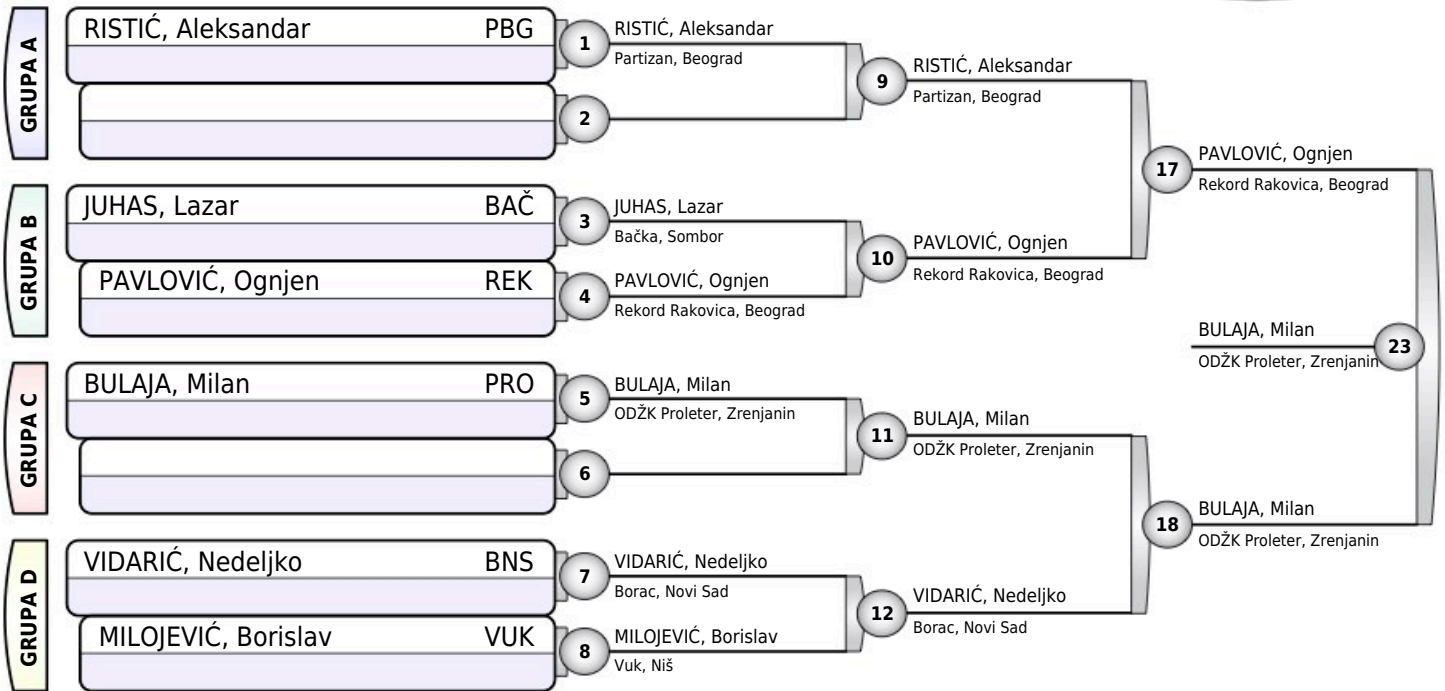 GRUPA A
RISTIĆ, Aleksandar PBG
1
RISTIĆ, Aleksandar
Partizan, Beograd
2
9
RISTIĆ, Aleksandar
Partizan, Beograd
GRUPA B
JUHAS, Lazar BAČ
PAVLOVIĆ, Ognjen REK
3
JUHAS, Lazar
Bačka, Sombor
4
PAVLOVIĆ, Ognjen
Rekord Rakovica, Beograd
10
PAVLOVIĆ, Ognjen
Rekord Rakovica, Beograd
17
PAVLOVIĆ, Ognjen
Rekord Rakovica, Beograd
GRUPA C
BULAJA, Milan PRO
5
BULAJA, Milan
ODŽK Proleter, Zrenjanin
6
11
BULAJA, Milan
ODŽK Proleter, Zrenjanin
GRUPA D
VIDARIĆ, Nedeljko BNS
MILOJEVIĆ, Borislav VUK
7
VIDARIĆ, Nedeljko
Borac, Novi Sad
8
MILOJEVIĆ, Borislav
Vuk, Niš
12
VIDARIĆ, Nedeljko
Borac, Novi Sad
18
BULAJA, Milan
ODŽK Proleter, Zrenjanin
BULAJA, Milan
ODŽK Proleter, Zrenjanin
23